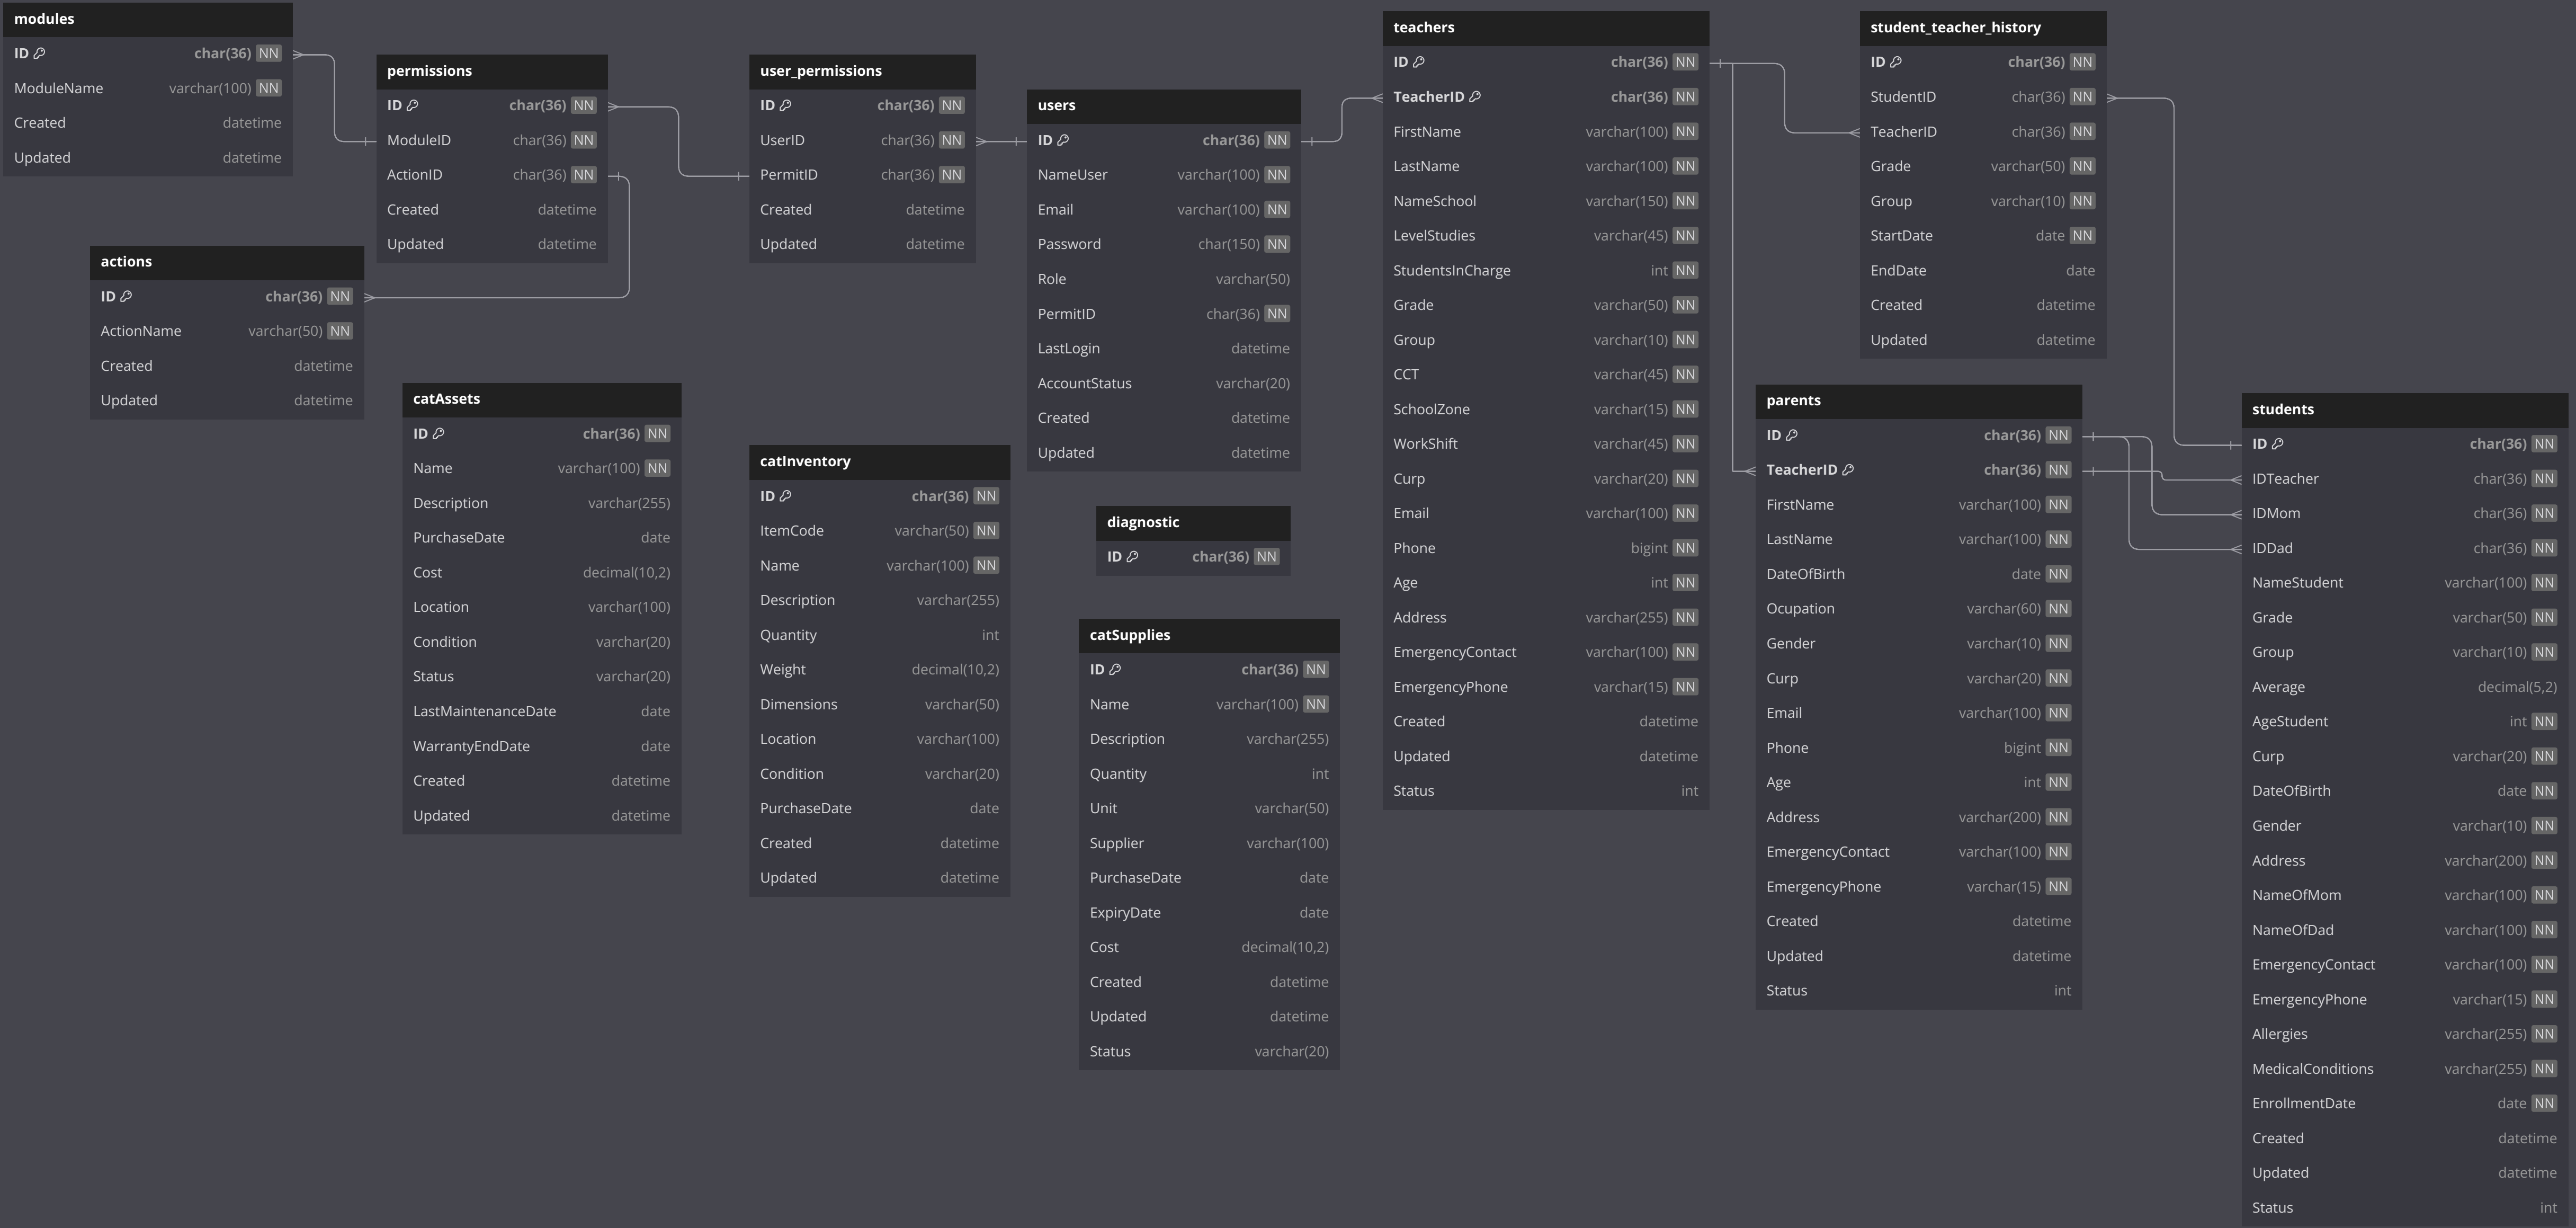 modules
ID char(36) NN
ModuleName varchar(100) NN
Created datetime
Updated datetime
permissions
ID char(36) NN
ModuleID char(36) NN
ActionID char(36) NN
Created datetime
Updated datetime
actions
ID char(36) NN
ActionName varchar(50) NN
Created datetime
Updated datetime
user_permissions
ID char(36) NN
UserID char(36) NN
PermitID char(36) NN
Created datetime
Updated datetime
users
ID char(36) NN
NameUser varchar(100) NN
Email varchar(100) NN
Password char(150) NN
Role varchar(50)
PermitID char(36) NN
LastLogin datetime
AccountStatus varchar(20)
Created datetime
Updated datetime
catAssets
ID char(36) NN
Name varchar(100) NN
Description varchar(255)
PurchaseDate date
Cost decimal(10,2)
Location varchar(100)
Condition varchar(20)
Status varchar(20)
LastMaintenanceDate date
WarrantyEndDate date
Created datetime
Updated datetime
catInventory
ID char(36) NN
ItemCode varchar(50) NN
Name varchar(100) NN
Description varchar(255)
Quantity int
Weight decimal(10,2)
Dimensions varchar(50)
Location varchar(100)
Condition varchar(20)
PurchaseDate date
Created datetime
Updated datetime
diagnostic
ID char(36) NN
catSupplies
ID char(36) NN
Name varchar(100) NN
Description varchar(255)
Quantity int
Unit varchar(50)
Supplier varchar(100)
PurchaseDate date
ExpiryDate date
Cost decimal(10,2)
Created datetime
Updated datetime
Status varchar(20)
teachers
ID char(36) NN
TeacherID char(36) NN
FirstName varchar(100) NN
LastName varchar(100) NN
NameSchool varchar(150) NN
LevelStudies varchar(45) NN
StudentsInCharge int NN
Grade varchar(50) NN
Group varchar(10) NN
CCT varchar(45) NN
SchoolZone varchar(15) NN
WorkShift varchar(45) NN
Curp varchar(20) NN
Email varchar(100) NN
Phone bigint NN
Age int NN
Address varchar(255) NN
EmergencyContact varchar(100) NN
EmergencyPhone varchar(15) NN
Created datetime
Updated datetime
Status int
student_teacher_history
ID char(36) NN
StudentID char(36) NN
TeacherID char(36) NN
Grade varchar(50) NN
Group varchar(10) NN
StartDate date NN
EndDate date
Created datetime
Updated datetime
parents
ID char(36) NN
TeacherID char(36) NN
FirstName varchar(100) NN
LastName varchar(100) NN
DateOfBirth date NN
Ocupation varchar(60) NN
Gender varchar(10) NN
Curp varchar(20) NN
Email varchar(100) NN
Phone bigint NN
Age int NN
Address varchar(200) NN
EmergencyContact varchar(100) NN
EmergencyPhone varchar(15) NN
Created datetime
Updated datetime
Status int
students
ID char(36) NN
IDTeacher char(36) NN
IDMom char(36) NN
IDDad char(36) NN
NameStudent varchar(100) NN
Grade varchar(50) NN
Group varchar(10) NN
Average decimal(5,2)
AgeStudent int NN
Curp varchar(20) NN
DateOfBirth date NN
Gender varchar(10) NN
Address varchar(200) NN
NameOfMom varchar(100) NN
NameOfDad varchar(100) NN
EmergencyContact varchar(100) NN
EmergencyPhone varchar(15) NN
Allergies varchar(255) NN
MedicalConditions varchar(255) NN
EnrollmentDate date NN
Created datetime
Updated datetime
Status int